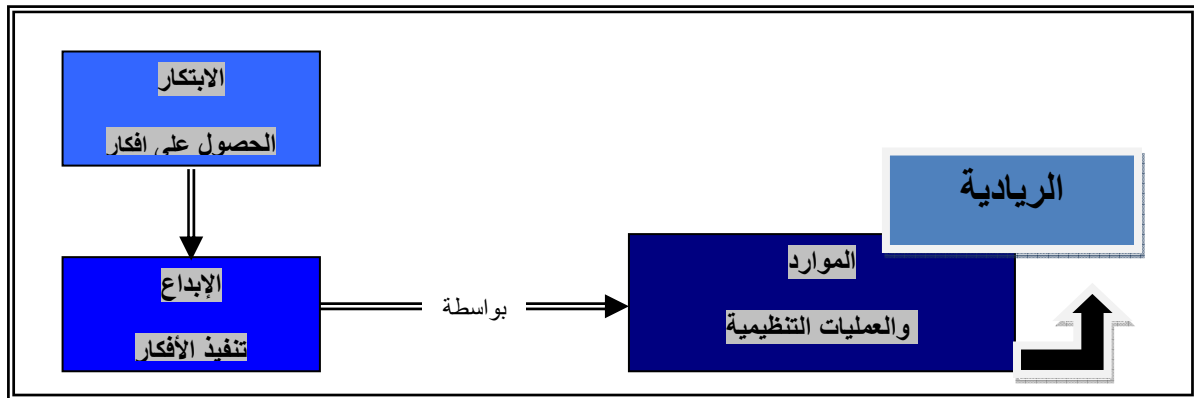 الابتكار
الحصول على افكار
الريادية
الإبداع
تنفيذ الأفكار
بواسطة
الموارد
والعمليات التنظيمية